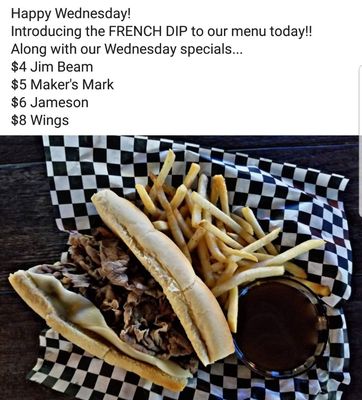 Happy Wednesday!
Introducing the FRENCH DIP to our menu today!!
Along with our Wednesday specials...
$4 Jim Beam
$5 Maker's Mark
$6 Jameson
$8 Wings